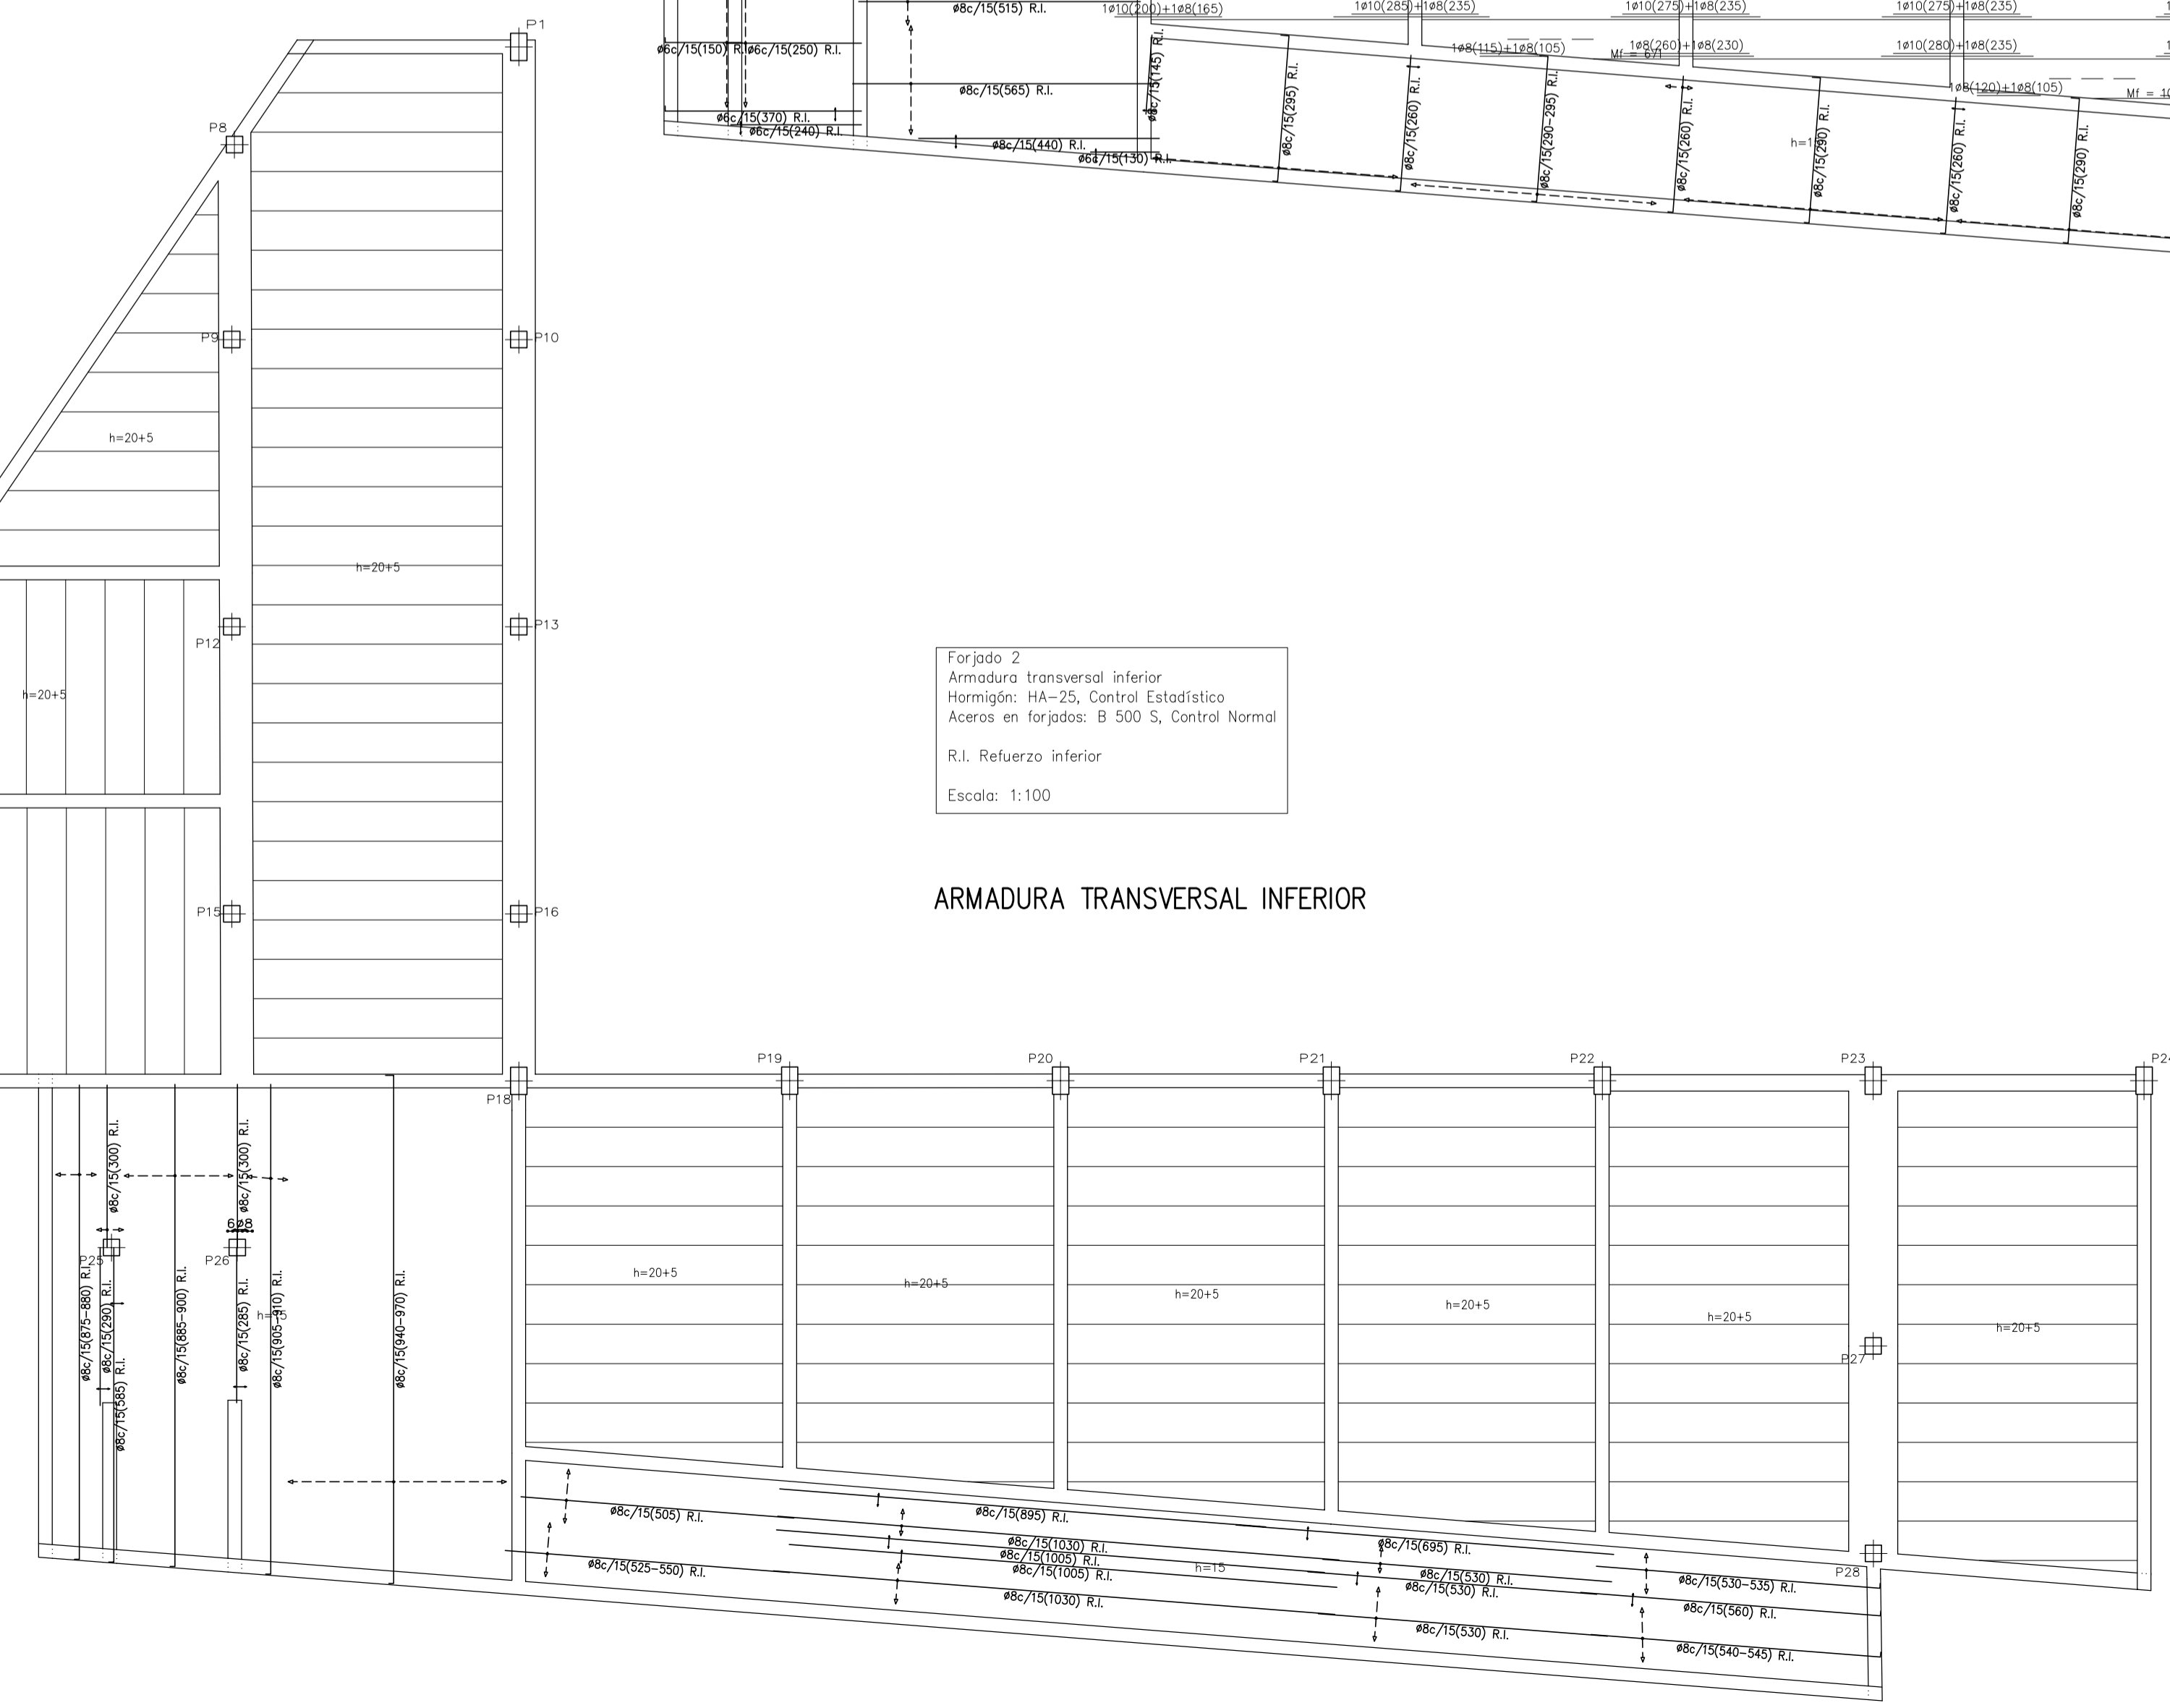 ø8c/15(515) R.I.
1ø10(200)+1ø8(165)
1ø10(285)+1ø8(235)
1ø10(275)+1ø8(235)
1ø10(275)+1ø8(235)
P1
ø6c/15(150) R.I.
ø6c/15(250) R.I.
1ø8(115)+1ø8(105)
Mf = 671
1ø8(260)+1ø8(230)
1ø10(280)+1ø8(235)
ø8c/15(565) R.I.
ø8c/15(145) R.I.
ø8c/15(295) R.I.
ø8c/15(260) R.I.
ø8c/15(290-295) R.I.
ø8c/15(260) R.I.
ø8c/15(290) R.I.
ø8c/15(260) R.I.
ø8c/15(290) R.I.
1ø8(120)+1ø8(105)
Mf = 10
ø6c/15(370) R.I.
ø6c/15(240) R.I.
ø8c/15(440) R.I.
ø6c/15(130) R.I.
P8
P9
P10
h=20+5
h=20+5
P12
P13
h=20+5
Forjado 2
Armadura transversal inferior
Hormigón: HA-25, Control Estadístico
Aceros en forjados: B 500 S, Control Normal
R.I. Refuerzo inferior
Escala: 1:100
ARMADURA TRANSVERSAL INFERIOR
P15
P16
P18
P19
P20
P21
P22
P23
P24
ø8c/15(300) R.I.
ø8c/15(300) R.I.
6ø8
P25
P26
ø8c/15(875-880) R.I.
ø8c/15(290) R.I.
ø8c/15(585) R.I.
ø8c/15(885-900) R.I.
ø8c/15(285) R.I.
h=15
ø8c/15(905-910) R.I.
ø8c/15(940-970) R.I.
h=20+5
h=20+5
h=20+5
h=20+5
h=20+5
h=20+5
P27
P28
ø8c/15(505) R.I.
ø8c/15(895) R.I.
ø8c/15(695) R.I.
ø8c/15(1030) R.I.
ø8c/15(1005) R.I.
ø8c/15(1005) R.I.
h=15
ø8c/15(530) R.I.
ø8c/15(530) R.I.
ø8c/15(530-535) R.I.
ø8c/15(525-550) R.I.
ø8c/15(1030) R.I.
ø8c/15(560) R.I.
ø8c/15(530) R.I.
ø8c/15(540-545) R.I.